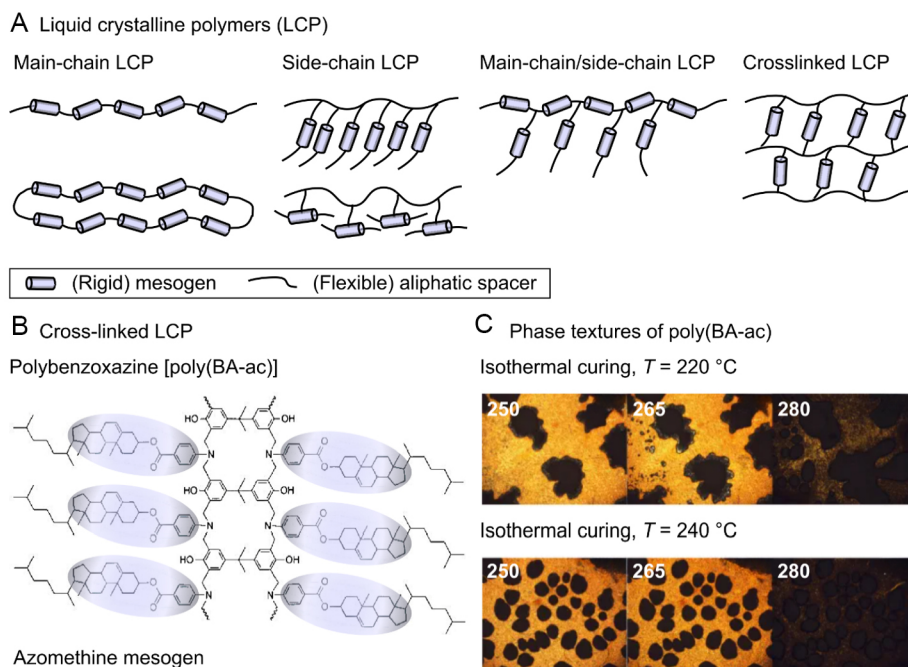 A Liquid crystalline polymers (LCP)
Main-chain LCP
Side-chain LCP
Main-chain/side-chain LCP
Crosslinked LCP
(Rigid) mesogen
(Flexible) aliphatic spacer
B Cross-linked LCP
Polybenzoxazine [poly(BA-ac)]
HO
OH
O
O
N
N
O
O
HO
OH
O
O
N
N
O
O
HO
OH
O
O
N
N
O
O
Azomethine mesogen
C Phase textures of poly(BA-ac)
Isothermal curing, T = 220 °C
250
265
280
Isothermal curing, T = 240 °C
250
265
280